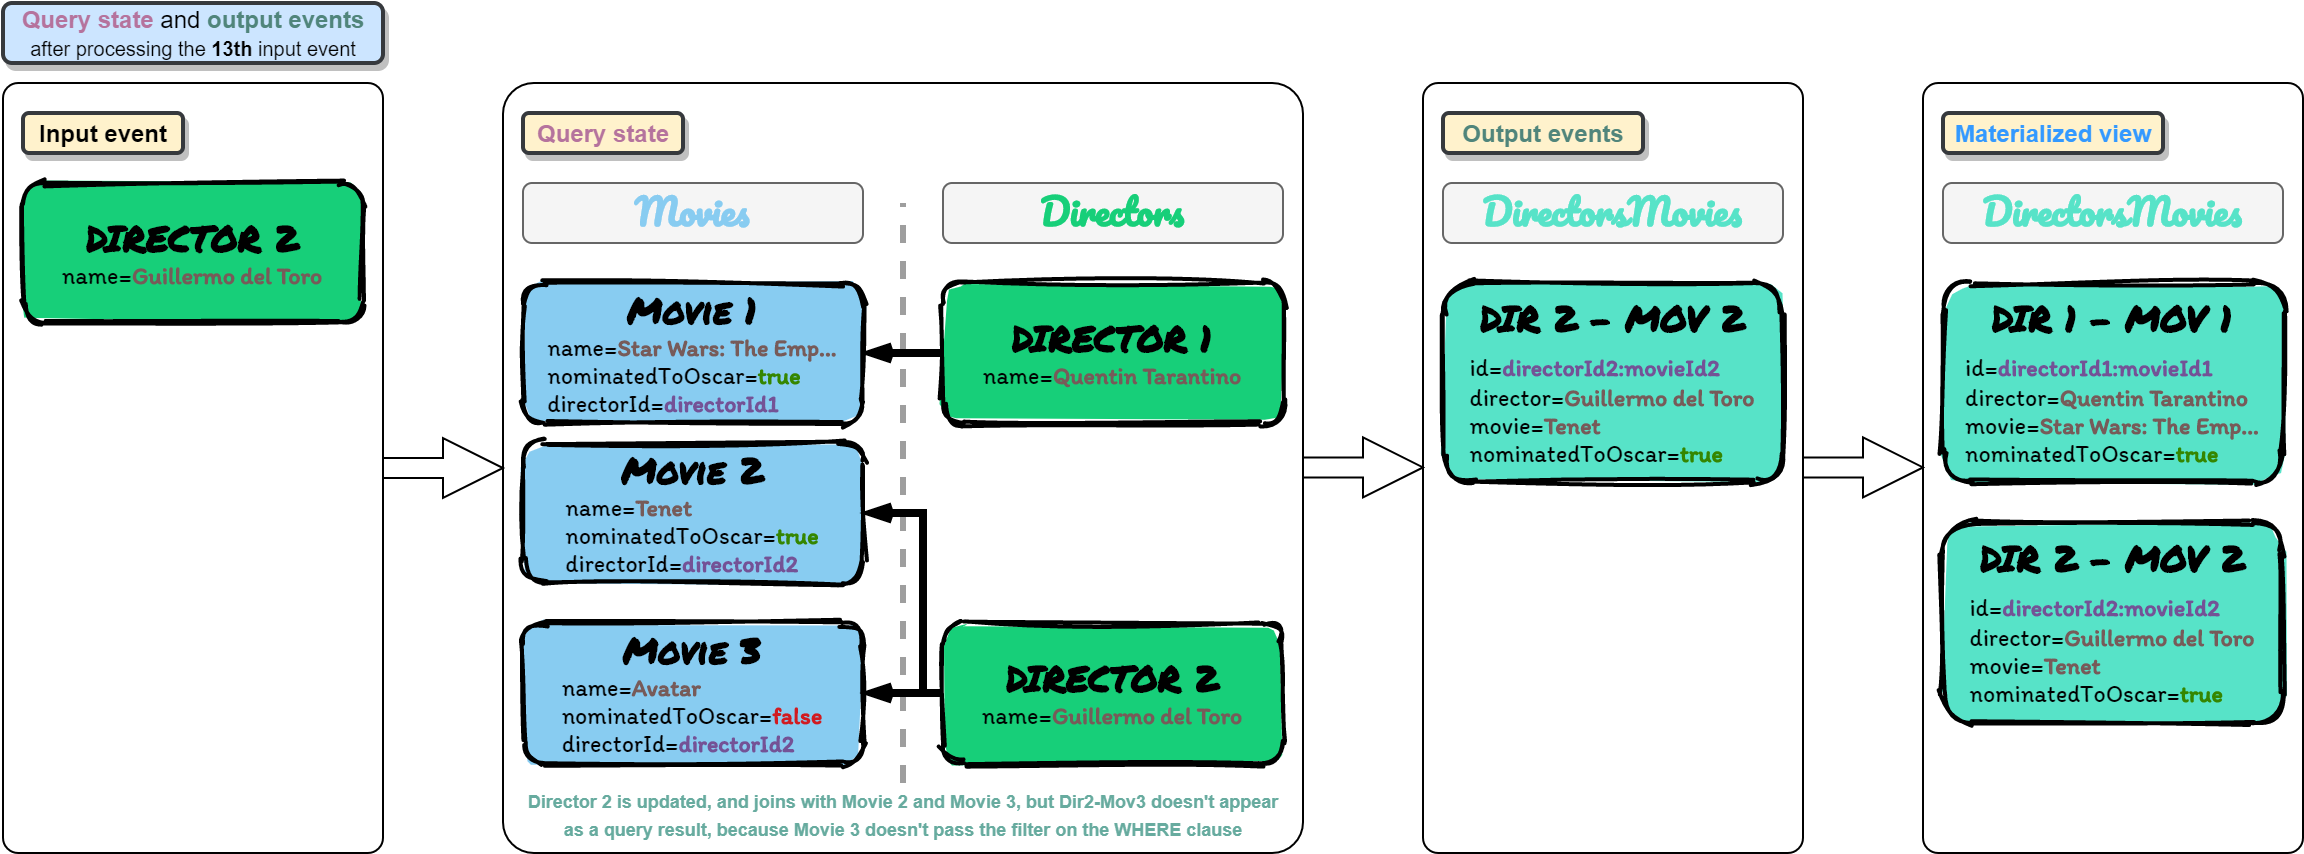 Query state and output events
after processing the 13th input event
Input event
DIRECTOR 2
name=Guillermo del Toro
Query state
Movies
Directors
MOVIE 1
name=Star Wars: The Emp...
nominatedToOscar=true
directorId=directorId1
DIRECTOR 1
name=Quentin Tarantino
MOVIE 2
name=Tenet
nominatedToOscar=true
directorId=directorId2
MOVIE 3
name=Avatar
nominatedToOscar=false
directorId=directorId2
DIRECTOR 2
name=Guillermo del Toro
Director 2 is updated, and joins with Movie 2 and Movie 3, but Dir2-Mov3 doesn't appear
as a query result, because Movie 3 doesn't pass the filter on the WHERE clause
Output events
DirectorsMovies
DIR 2 - MOV 2
id=directorId2:movieId2
director=Guillermo del Toro
movie=Tenet
nominatedToOscar=true
Materialized view
DirectorsMovies
DIR 1 - MOV 1
id=directorId1:movieId1
director=Quentin Tarantino
movie=Star Wars: The Emp...
nominatedToOscar=true
DIR 2 - MOV 2
id=directorId2:movieId2
director=Guillermo del Toro
movie=Tenet
nominatedToOscar=true